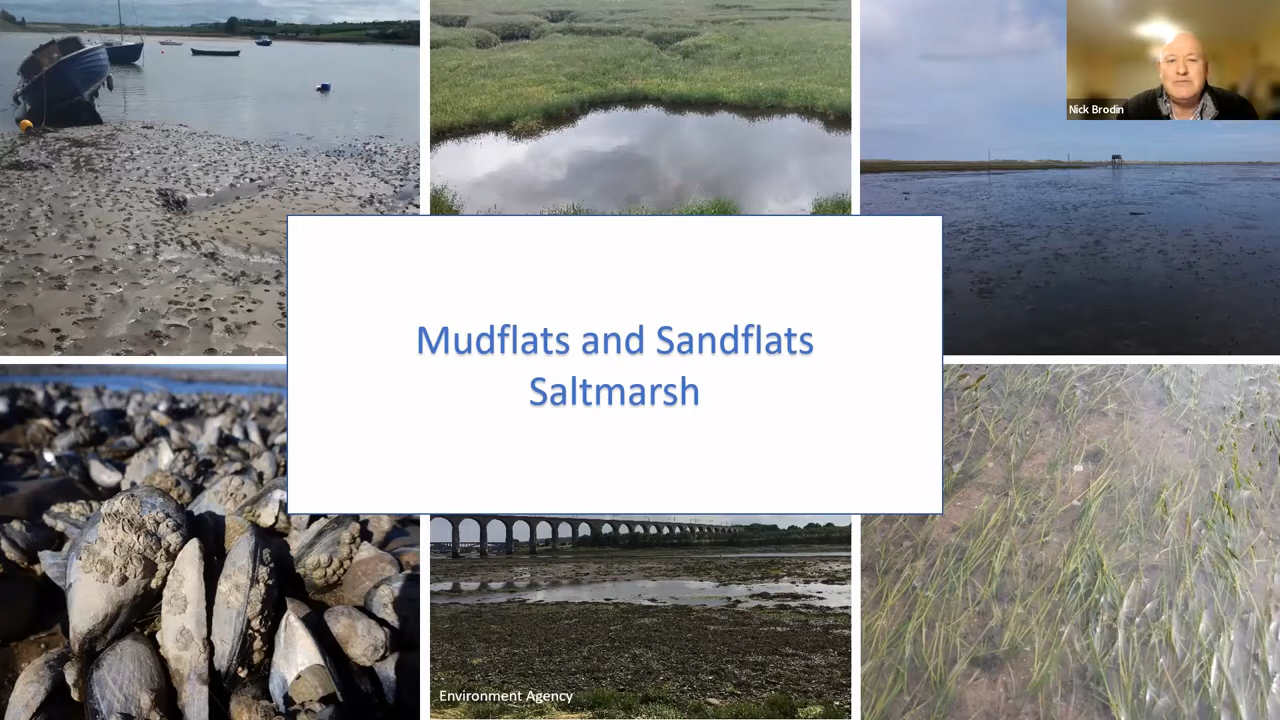 Nick Brodin
Mudflats and Sandflats
Saltmarsh
Environment Agency